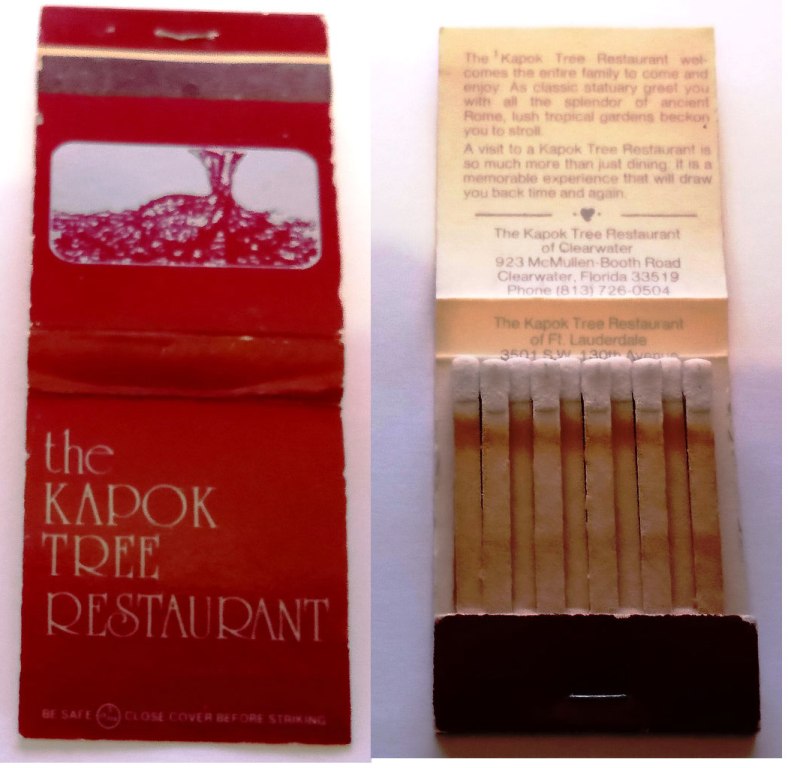 the
KAPOK
TREE
RESTAURANT
BE SAFE CLOSE COVER BEFORE STRIKING
The Kapok Tree Restaurant wel-
comes the entire family to come and
enjoy. As classic statuary greet you
with all the splendor of ancient
Rome, lush tropical gardens beckon
you to stroll.
A visit to a Kapok Tree Restaurant is
so much more than just dining. It is a
memorable experience that will draw
you back time and again.
The Kapok Tree Restaurant
of Clearwater
923 McMullen-Booth Road
Clearwater, Florida 33519
Phone (813) 726-0504
The Kapok Tree Restaurant
of Ft. Lauderdale
3501 S.W. 130th Avenue